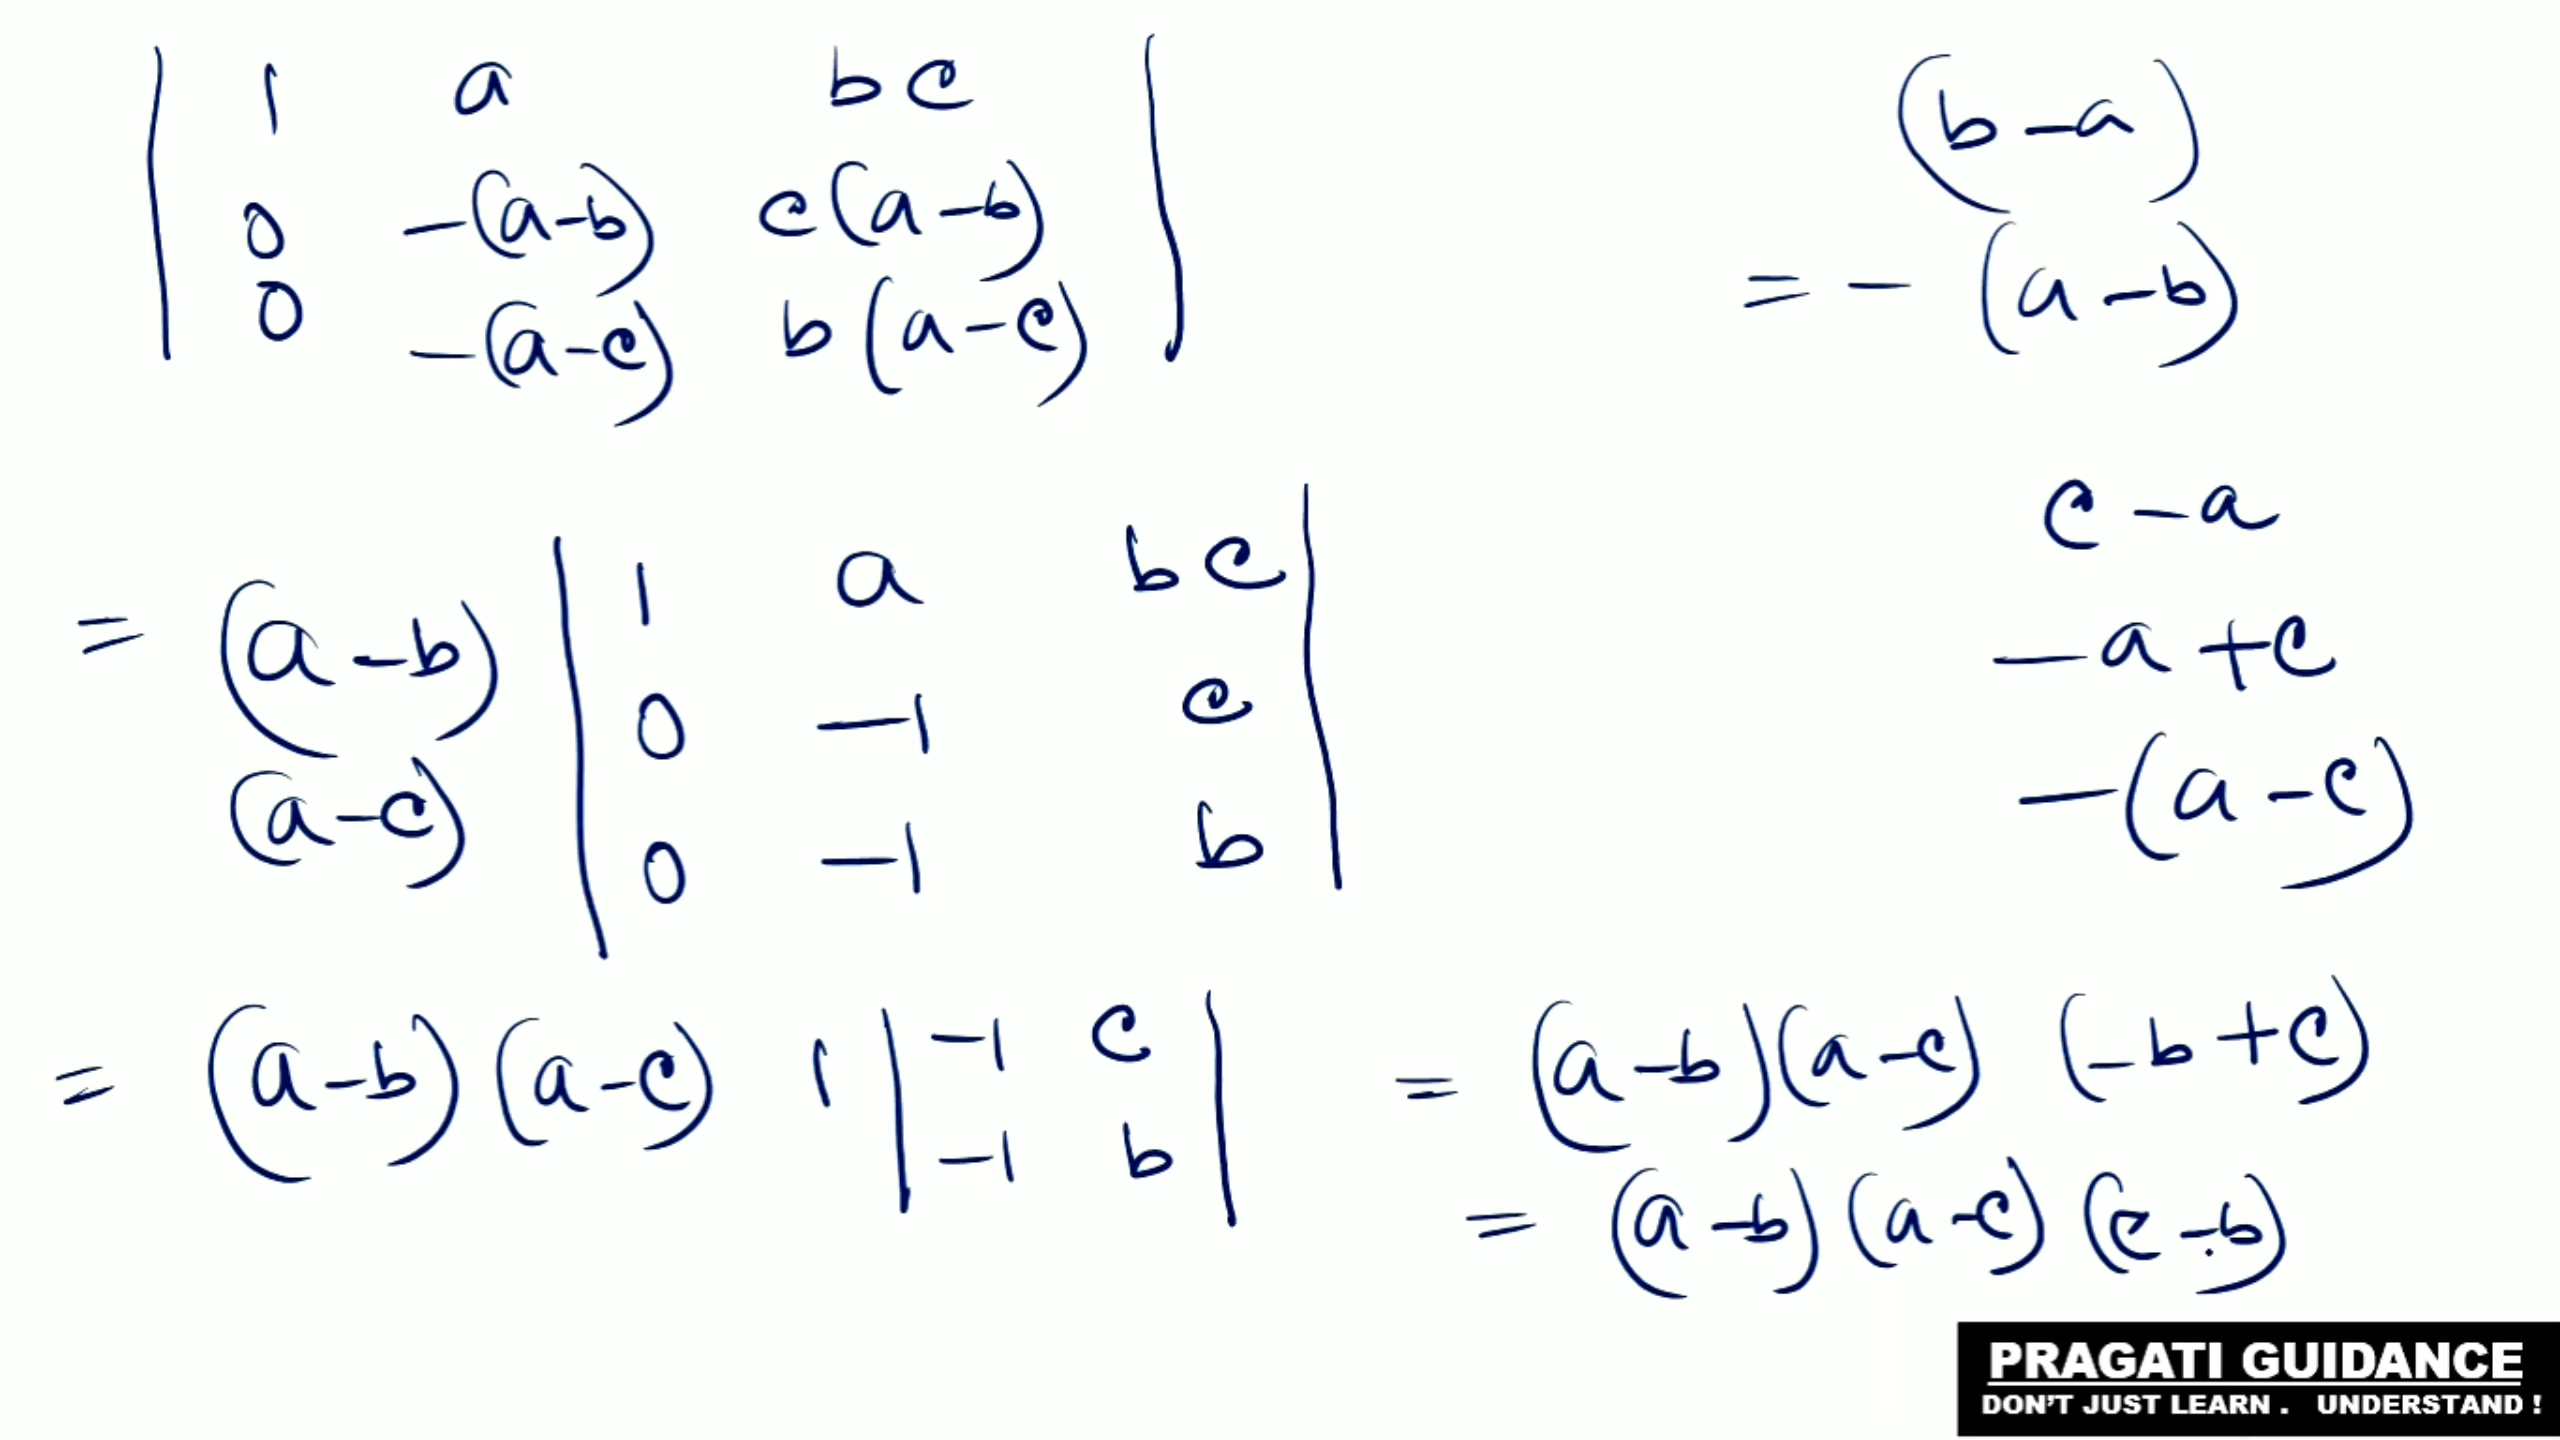 | 1 a bc |
| 0 -(a-b) c(a-b) |
| 0 -(a-c) b(a-c) |
(b-a)
= - (a-b)
c-a
-a+c
-(a-c)
= (a-b) (a-c) | 1 a bc |
| 0 -1 c |
| 0 -1 b |
= (a-b)(a-c) 1 | -1 c |
| -1 b |
= (a-b)(a-c) (-b+c)
= (a-b)(a-c)(c-b)
PRAGATI GUIDANCE
DON'T JUST LEARN . UNDERSTAND !